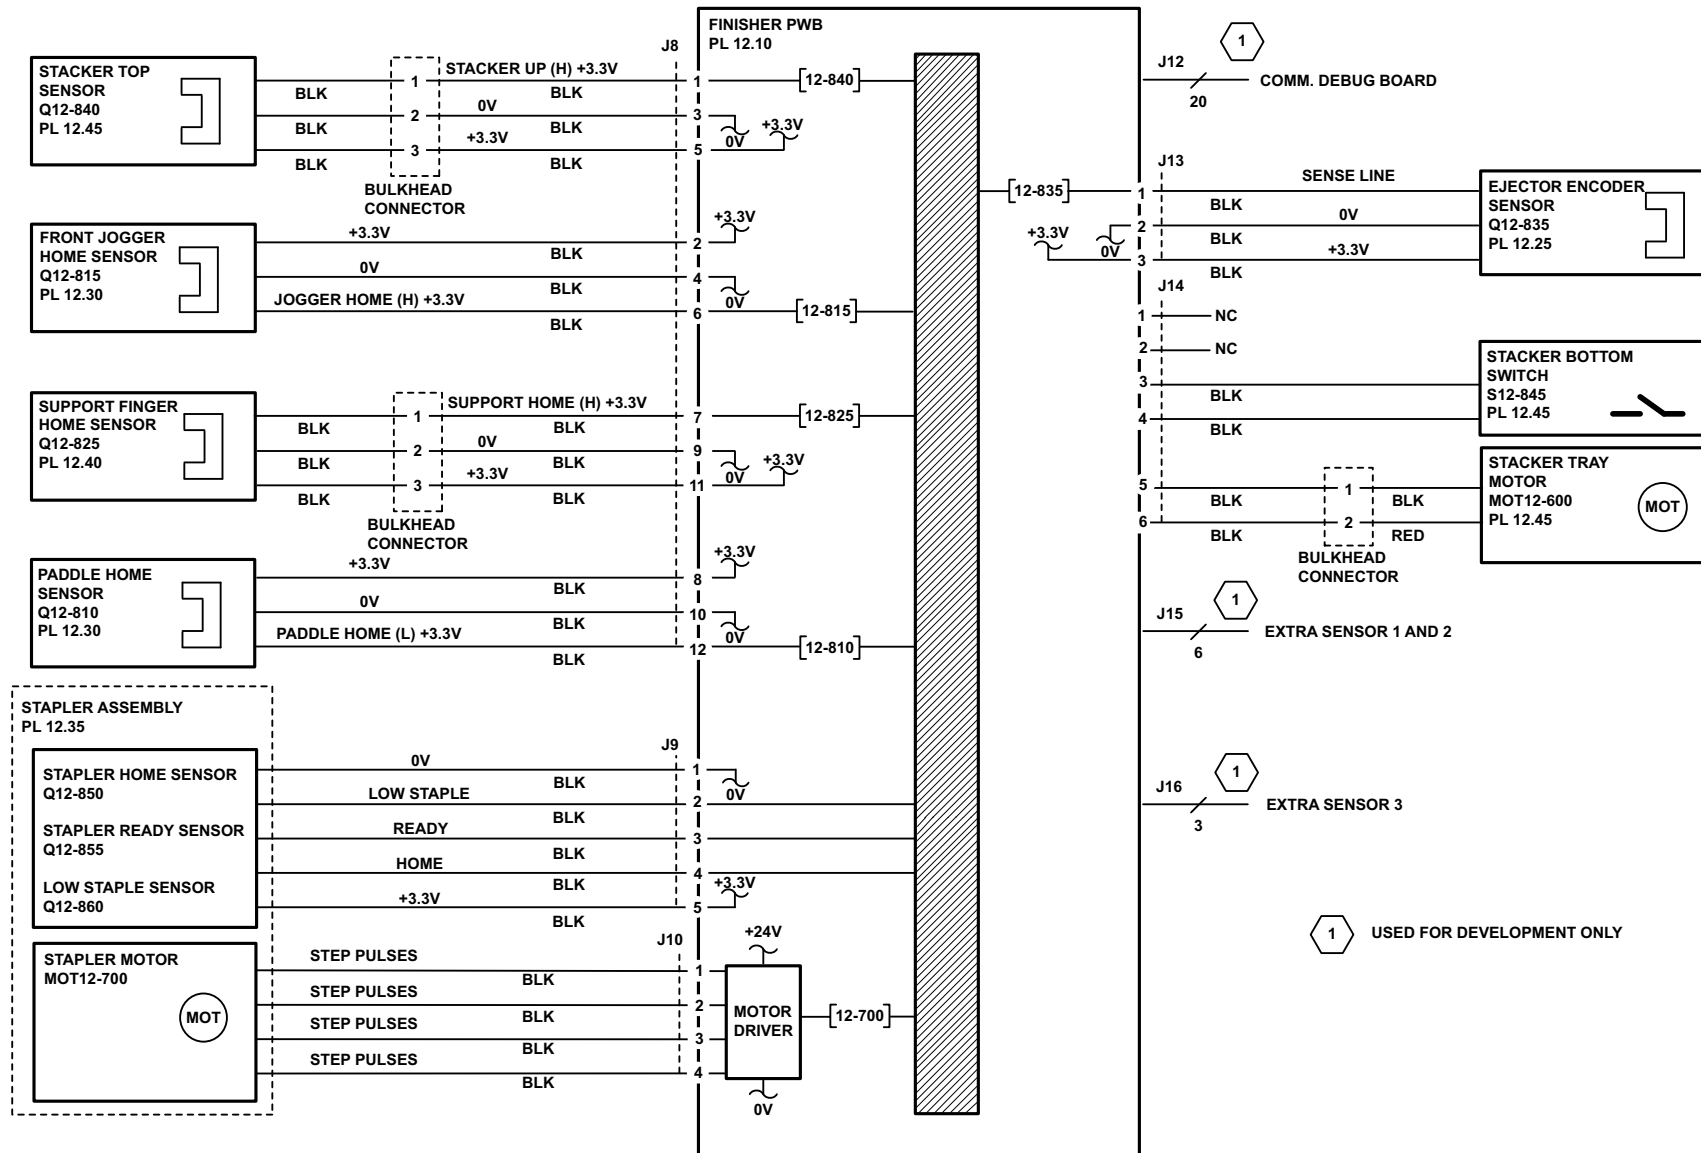 FINISHER PWB
PL 12.10
J8
STACKER TOP
SENSOR
Q12-840
PL 12.45
BLK
BLK
BLK
1
2
3
BULKHEAD
CONNECTOR
STACKER UP (H) +3.3V
BLK
0V
BLK
+3.3V
BLK
1
3
5
12-840
0V
+3.3V
FRONT JOGGER
HOME SENSOR
Q12-815
PL 12.30
+3.3V
BLK
0V
BLK
JOGGER HOME (H) +3.3V
BLK
2
4
6
+3.3V
0V
12-815
SUPPORT FINGER
HOME SENSOR
Q12-825
PL 12.40
BLK
BLK
BLK
1
2
3
BULKHEAD
CONNECTOR
SUPPORT HOME (H) +3.3V
BLK
0V
BLK
+3.3V
BLK
7
9
11
12-825
0V
+3.3V
PADDLE HOME
SENSOR
Q12-810
PL 12.30
+3.3V
BLK
0V
BLK
PADDLE HOME (L) +3.3V
BLK
8
10
12
+3.3V
0V
12-810
STAPLER ASSEMBLY
PL 12.35
STAPLER HOME SENSOR
Q12-850
STAPLER READY SENSOR
Q12-855
LOW STAPLE SENSOR
Q12-860
J9
0V
BLK
LOW STAPLE
BLK
READY
BLK
HOME
BLK
+3.3V
BLK
1
2
3
4
5
0V
+3.3V
STAPLER MOTOR
MOT12-700
MOT
J10
STEP PULSES
BLK
STEP PULSES
BLK
STEP PULSES
BLK
STEP PULSES
BLK
1
2
3
4
+24V
MOTOR
DRIVER
0V
12-700
J12
20
1
COMM. DEBUG BOARD
J13
12-835
+3.3V
0V
1
2
3
SENSE LINE
BLK
0V
BLK
+3.3V
BLK
EJECTOR ENCODER
SENSOR
Q12-835
PL 12.25
J14
1
NC
2
NC
3
BLK
4
BLK
STACKER BOTTOM
SWITCH
S12-845
PL 12.45
5
BLK
1
BLK
6
BLK
2
RED
BULKHEAD
CONNECTOR
STACKER TRAY
MOTOR
MOT12-600
PL 12.45
MOT
J15
6
1
EXTRA SENSOR 1 AND 2
J16
3
1
EXTRA SENSOR 3
1
USED FOR DEVELOPMENT ONLY